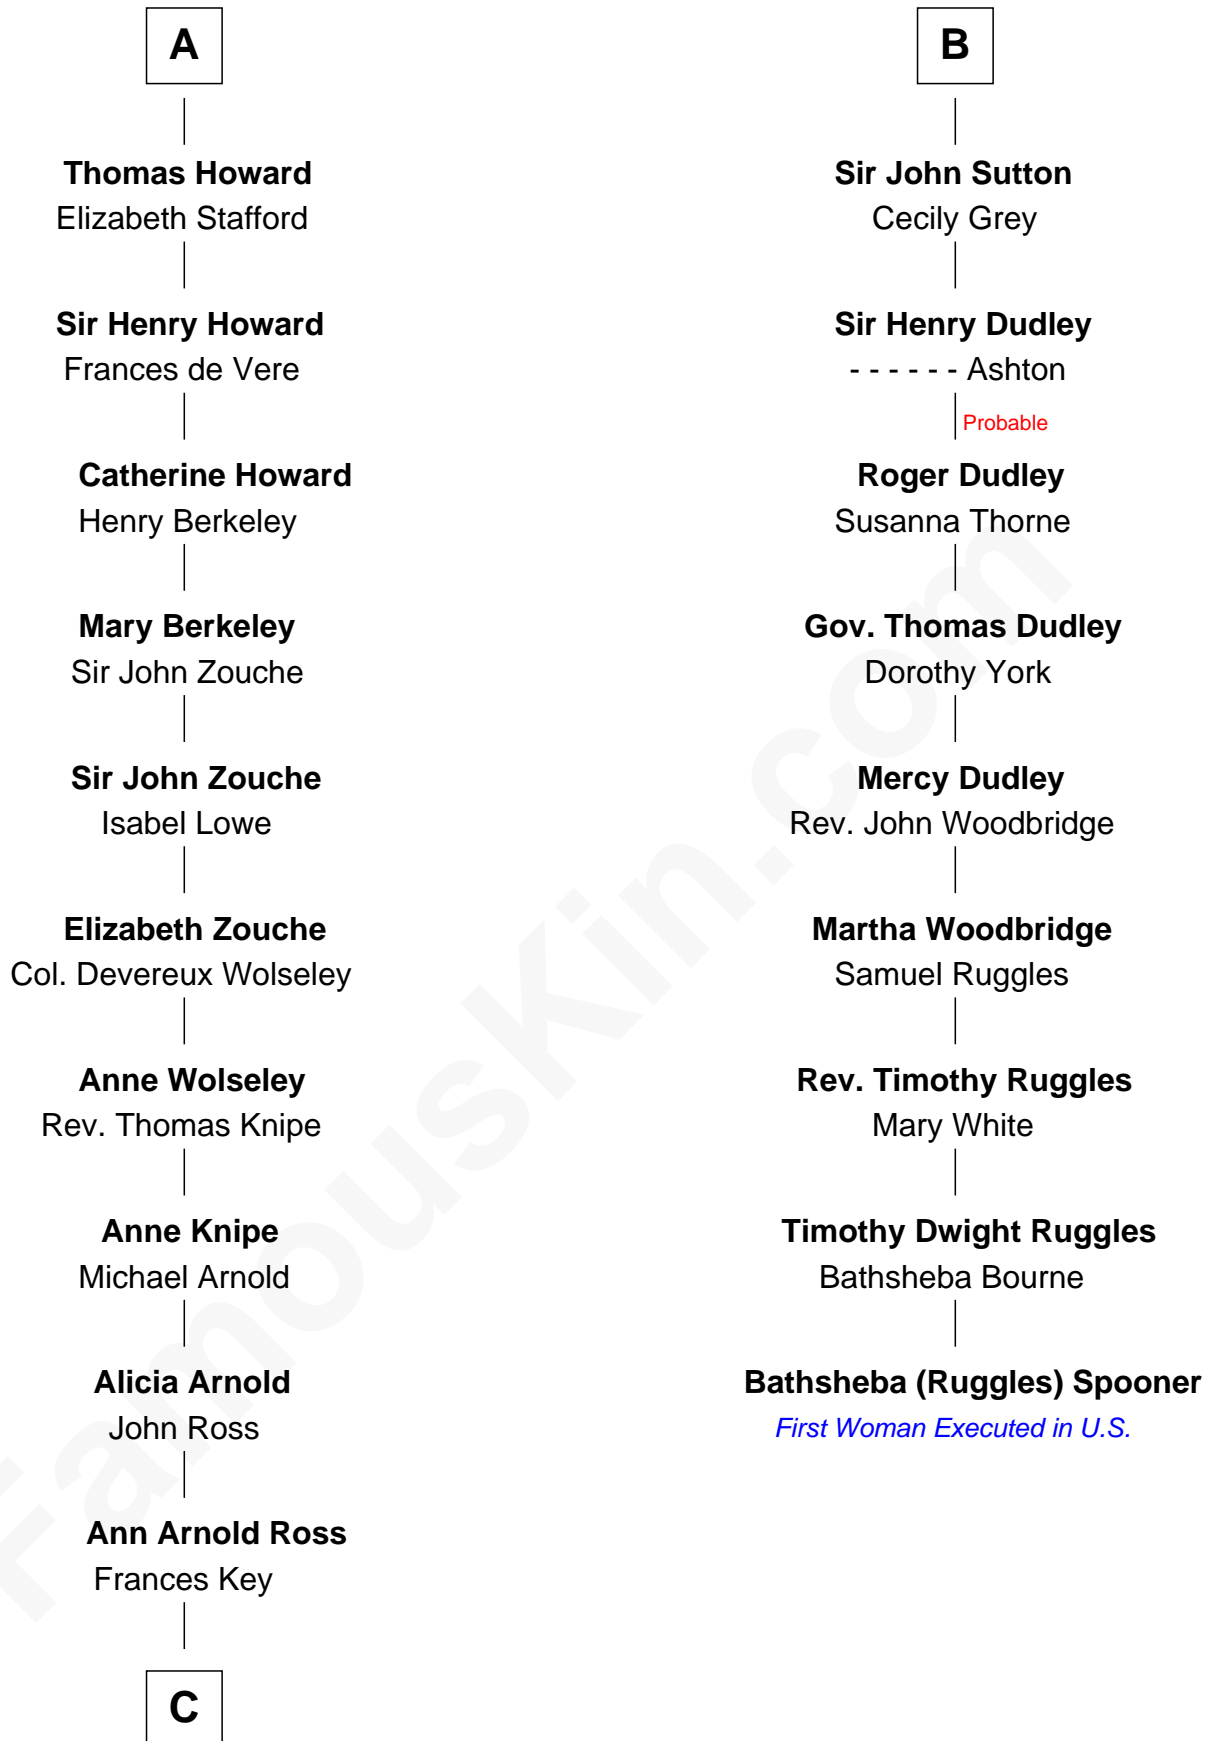 A
Thomas Howard
Elizabeth Stafford
Sir Henry Howard
Frances de Vere
Catherine Howard
Henry Berkeley
Mary Berkeley
Sir John Zouche
Sir John Zouche
Isabel Lowe
Elizabeth Zouche
Col. Devereux Wolseley
Anne Wolseley
Rev. Thomas Knipe
Anne Knipe
Michael Arnold
Alicia Arnold
John Ross
Ann Arnold Ross
Frances Key
C
B
Sir John Sutton
Cecily Grey
Sir Henry Dudley
- - - - - - Ashton
Probable
Roger Dudley
Susanna Thorne
Gov. Thomas Dudley
Dorothy York
Mercy Dudley
Rev. John Woodbridge
Martha Woodbridge
Samuel Ruggles
Rev. Timothy Ruggles
Mary White
Timothy Dwight Ruggles
Bathsheba Bourne
Bathsheba (Ruggles) Spooner
First Woman Executed in U.S.
FamousKin.com